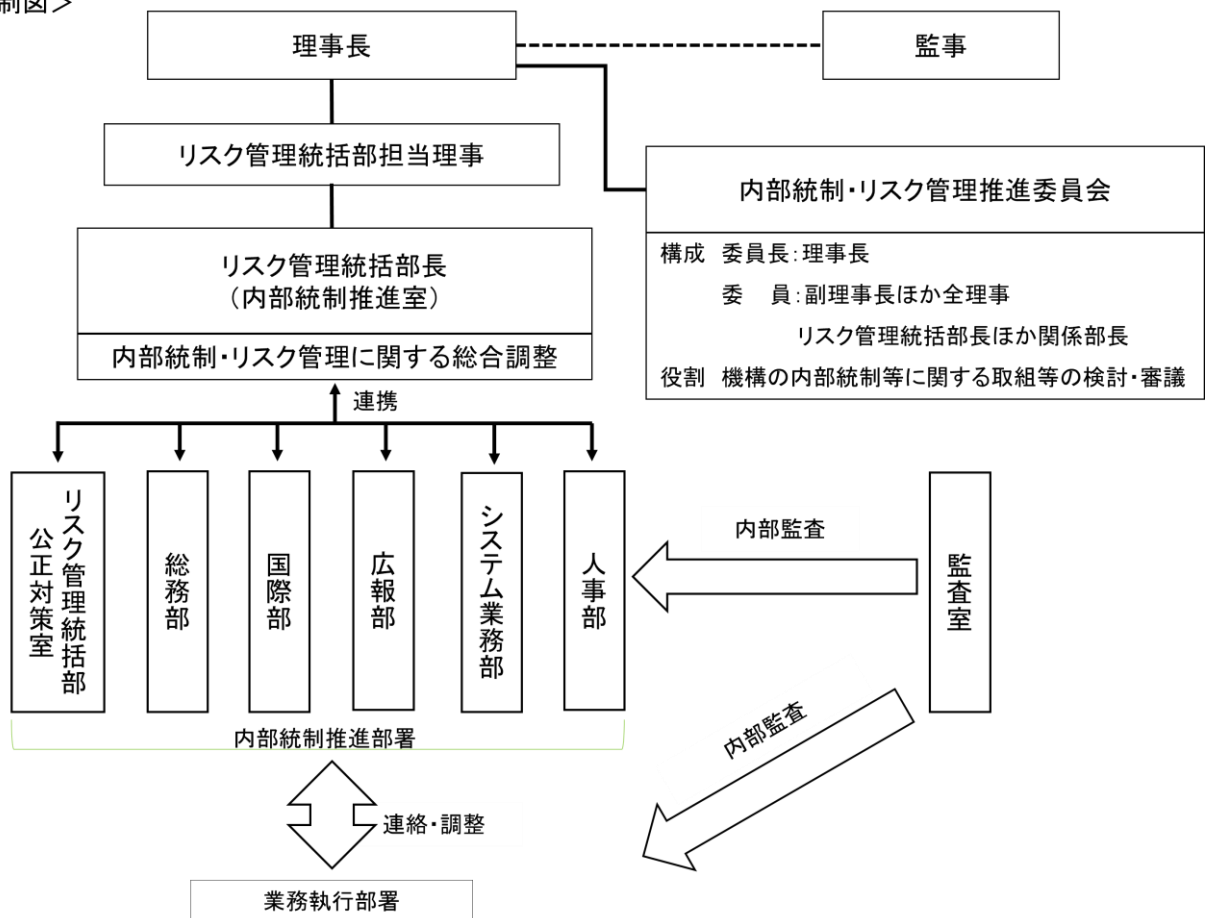 制図＞
理事長
監事
リスク管理統括部担当理事
内部統制・リスク管理推進委員会
構成 委員長：理事長
委　員：副理事長ほか全理事
リスク管理統括部長ほか関係部長
役割 機構の内部統制等に関する取組等の検討・審議
リスク管理統括部長
（内部統制推進室）
内部統制・リスク管理に関する総合調整
連携
リスク管理統括部
公正対策室
総務部
国際部
広報部
システム業務部
人事部
内部監査
監査室
内部統制推進部署
内部監査
連絡・調整
業務執行部署